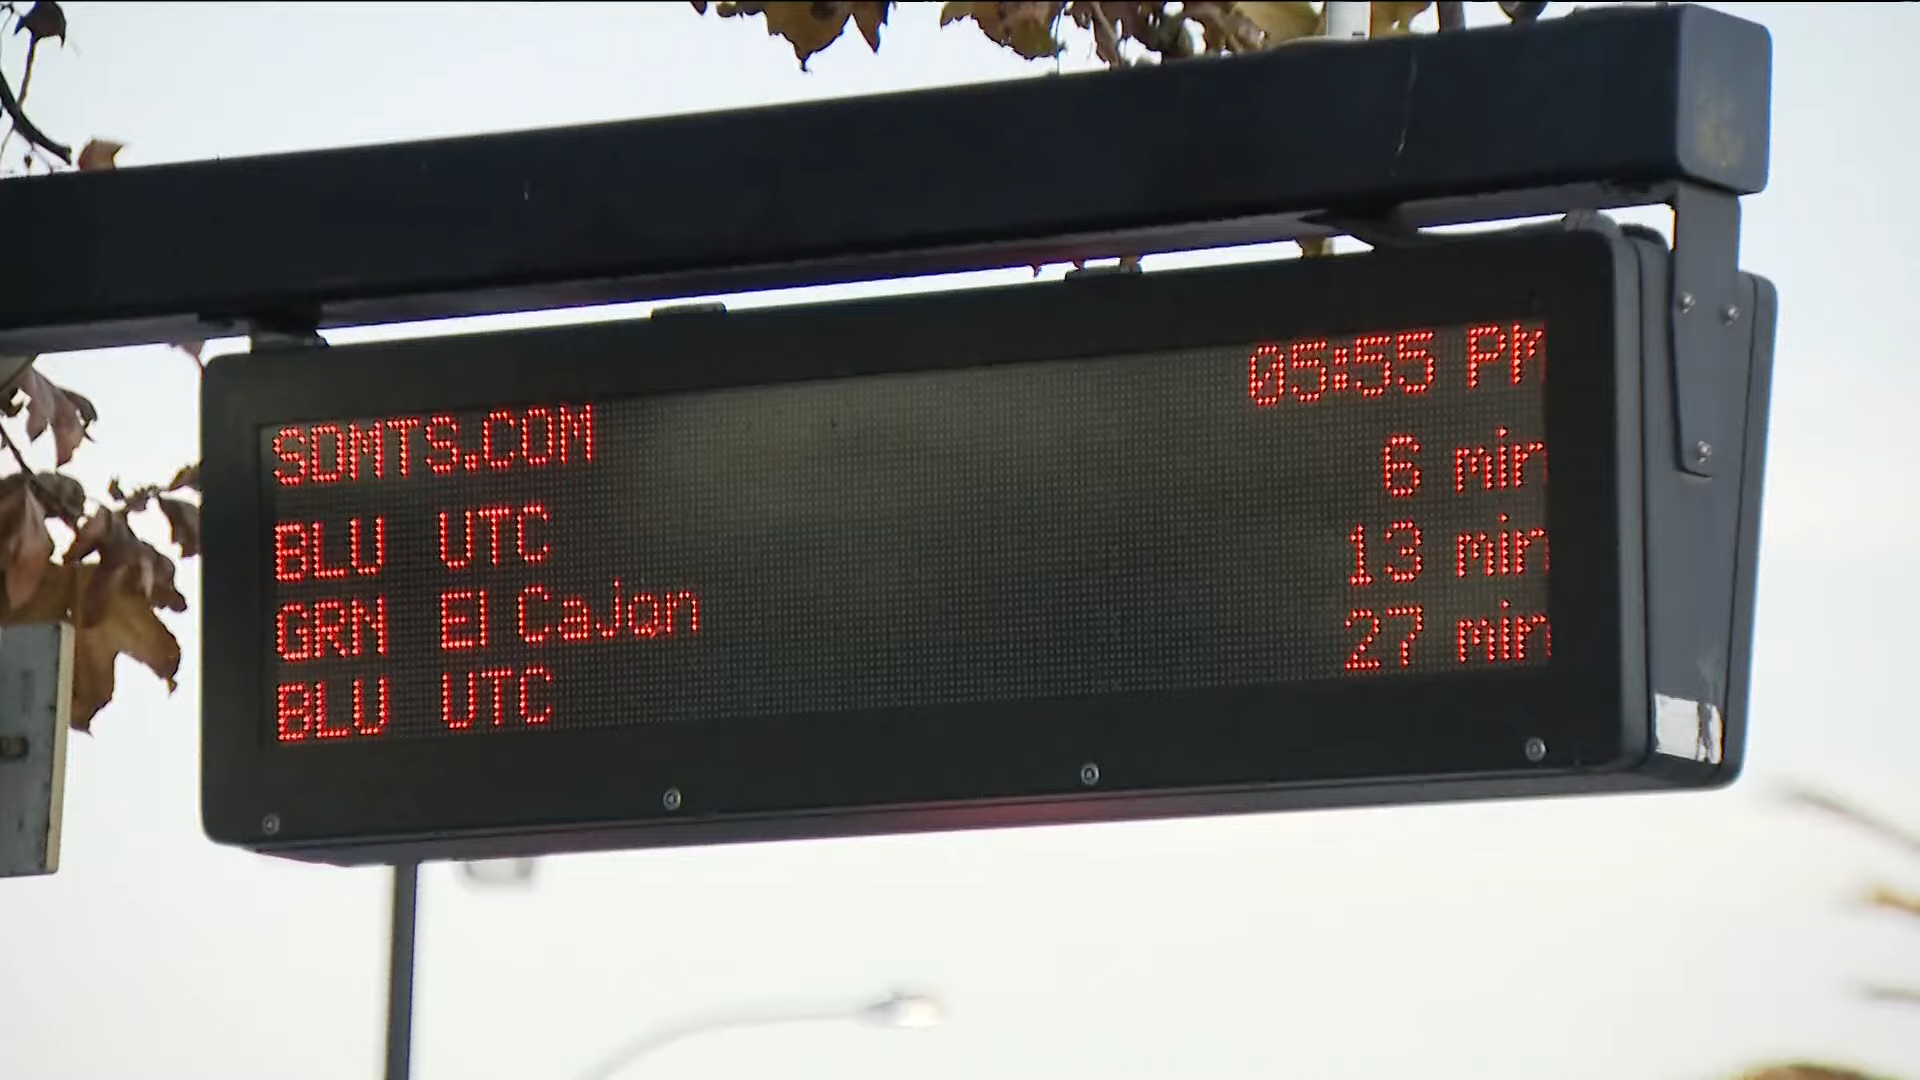 SDMTS.COM 05:55 PM
BLU UTC 6 min
GRN El Cajon 13 min
BLU UTC 27 min